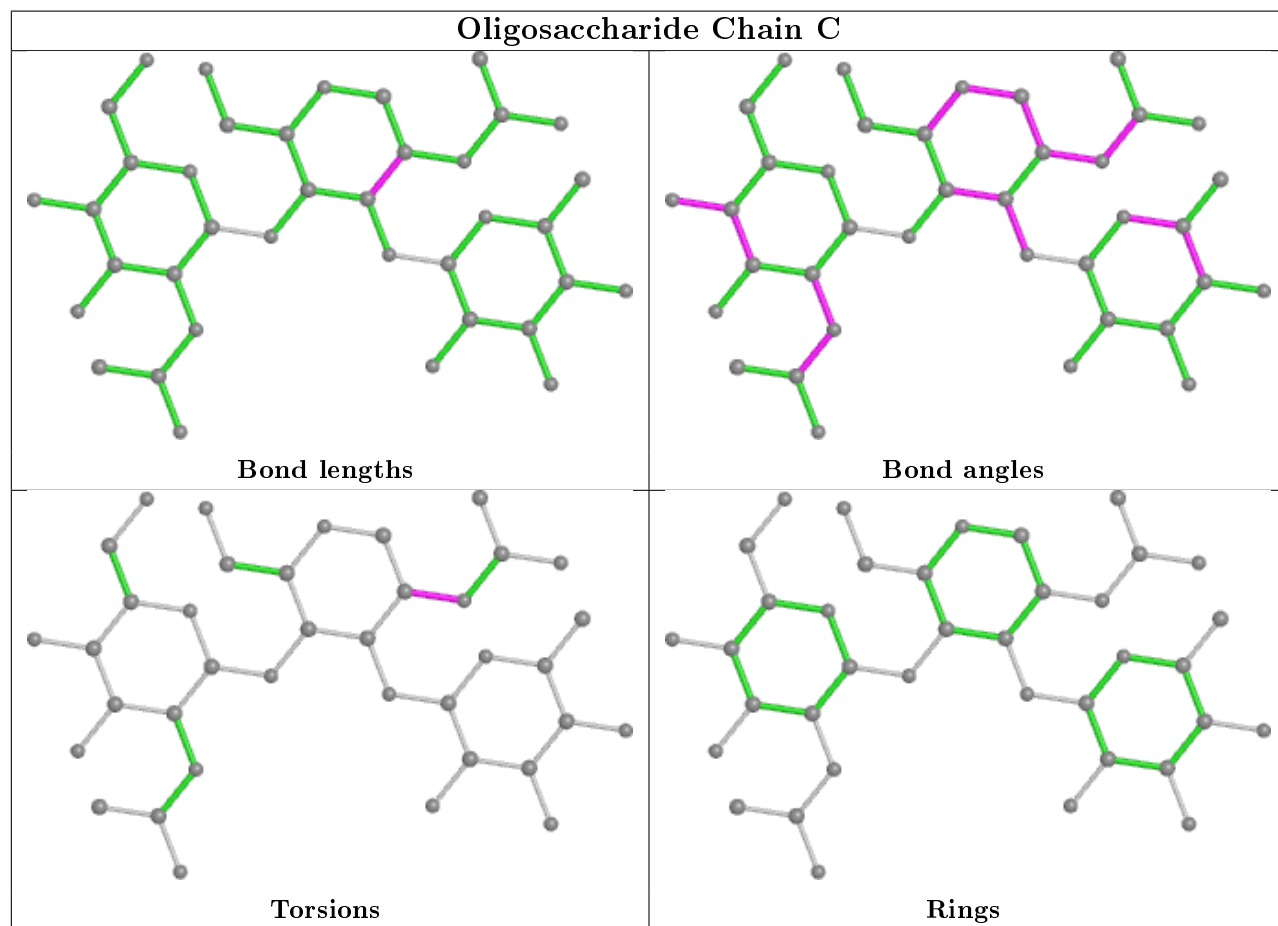 Oligosaccharide Chain C
Bond lengths
Bond angles
Torsions
Rings